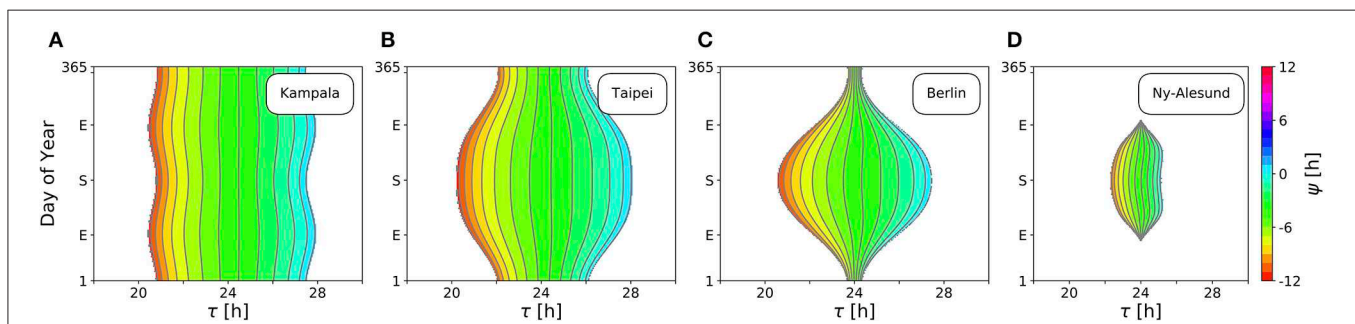 A
B
C
D
Day of Year
365
E
S
E
1
Kampala
20
24
28
τ [h]
365
E
S
E
1
Taipei
20
24
28
τ [h]
365
E
S
E
1
Berlin
20
24
28
τ [h]
365
E
S
E
1
Ny-Alesund
20
24
28
τ [h]
12
6
0
-6
-12
ψ [h]